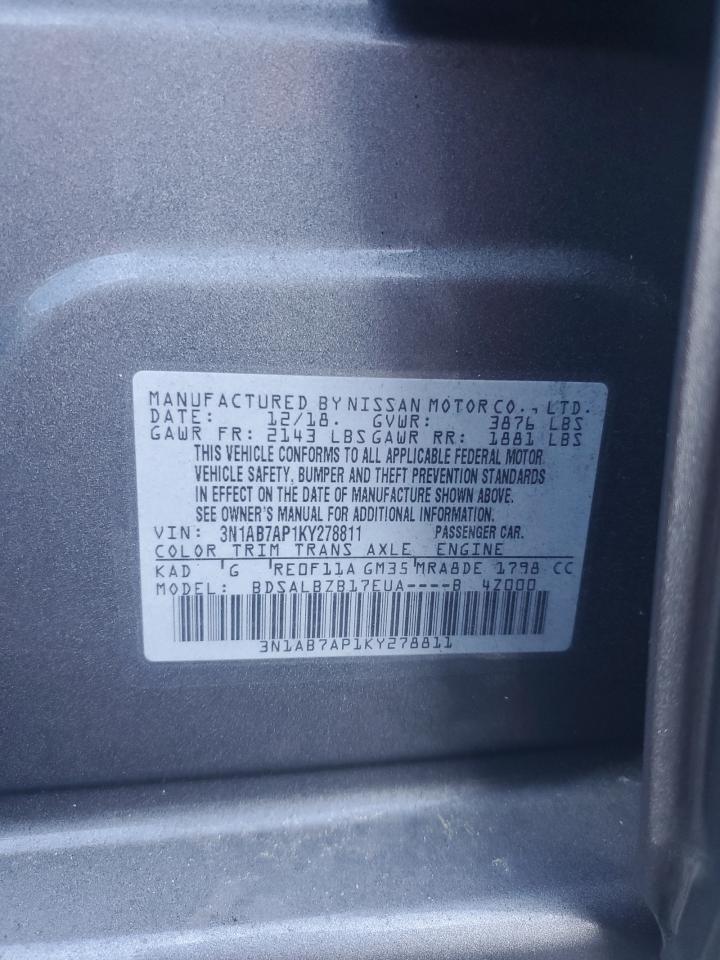 MANUFACTURED BY NISSAN MOTOR CO., LTD.
DATE: 12/18. GVWR: 3876 LBS
GAWR FR: 2143 LBS GAWR RR: 1881 LBS
THIS VEHICLE CONFORMS TO ALL APPLICABLE FEDERAL MOTOR
VEHICLE SAFETY, BUMPER AND THEFT PREVENTION STANDARDS
IN EFFECT ON THE DATE OF MANUFACTURE SHOWN ABOVE.
SEE OWNER'S MANUAL FOR ADDITIONAL INFORMATION.
VIN: 3N1AB7AP1KY278811 PASSENGER CAR.
COLOR TRIM TRANS AXLE ENGINE
KAD G RE0F11A GM35 MRA8DE 1798 CC
MODEL: BDSALBZB17EUA----B 4Z000
3N1AB7AP1KY278811